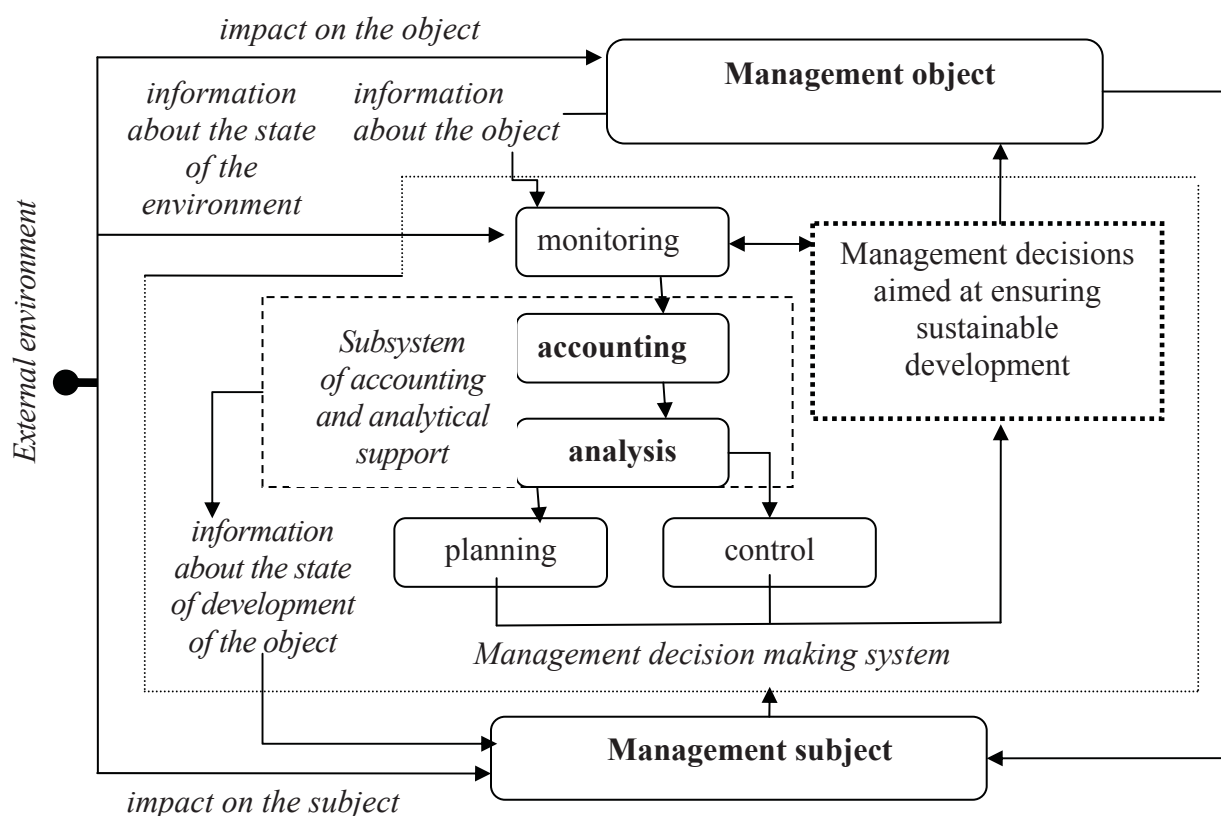 impact on the object
Management object
information
about the state
of the
environment
information
about the object
External environment
monitoring
Management decisions
aimed at ensuring
sustainable
development
Subsystem
of accounting
and analytical
support
accounting
analysis
planning
control
information
about the state
of development
of the object
Management decision making system
Management subject
impact on the subject